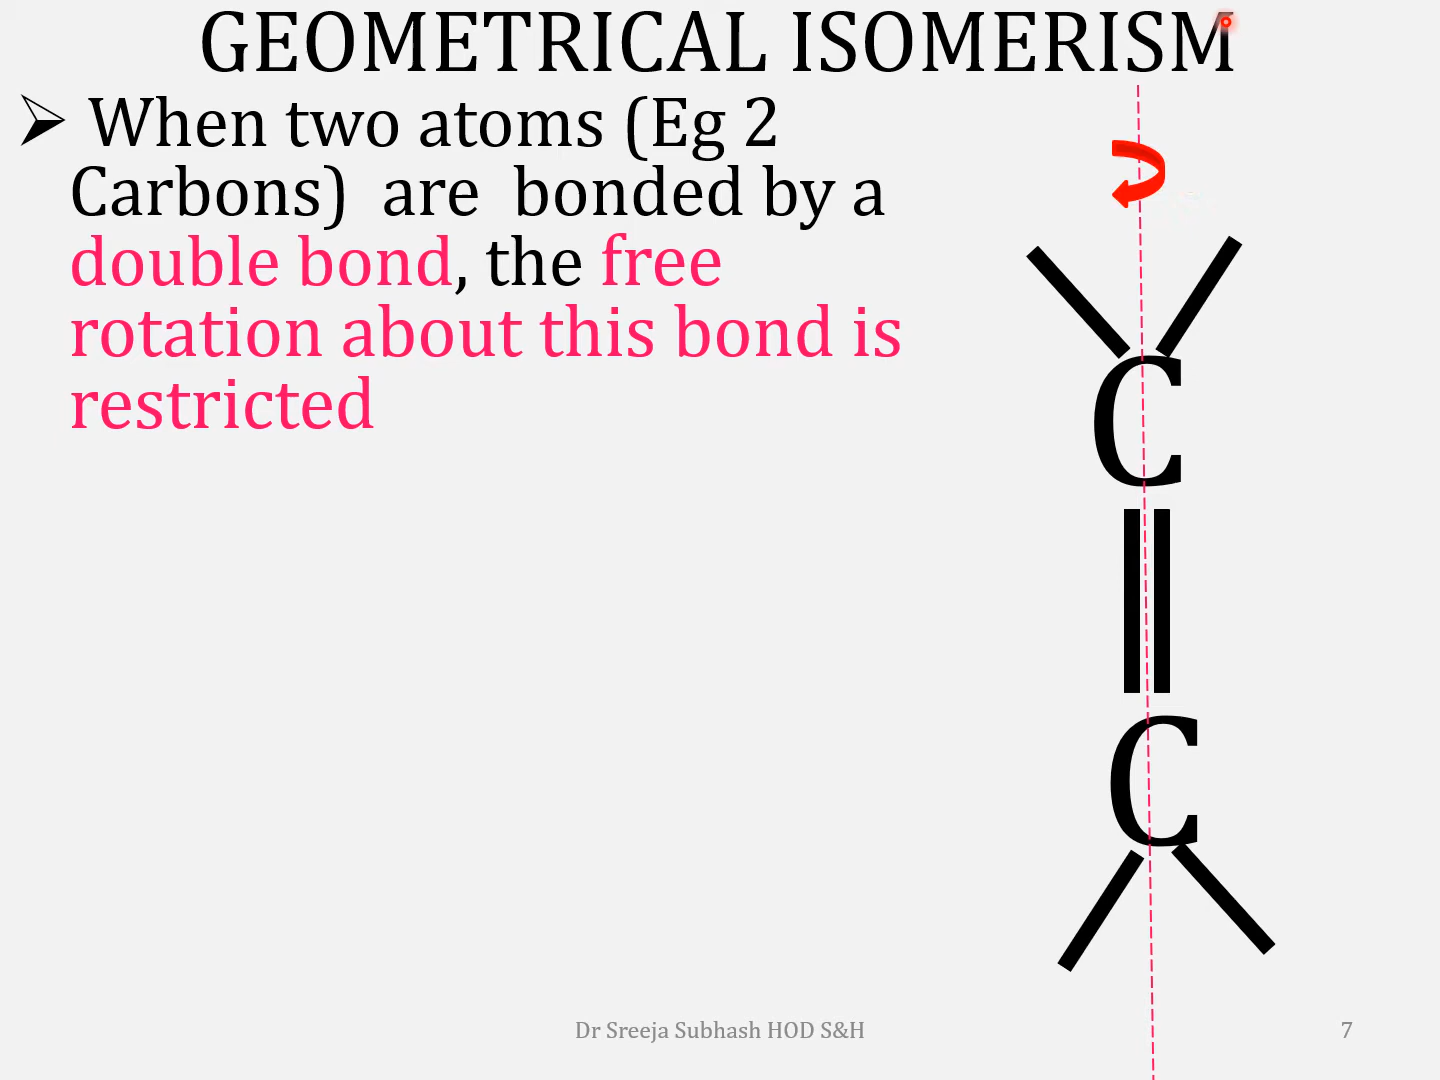 GEOMETRICAL ISOMERISM
➢ When two atoms (Eg 2
Carbons) are bonded by a
double bond, the free
rotation about this bond is
restricted
C
C
Dr Sreeja Subhash HOD S&H
7